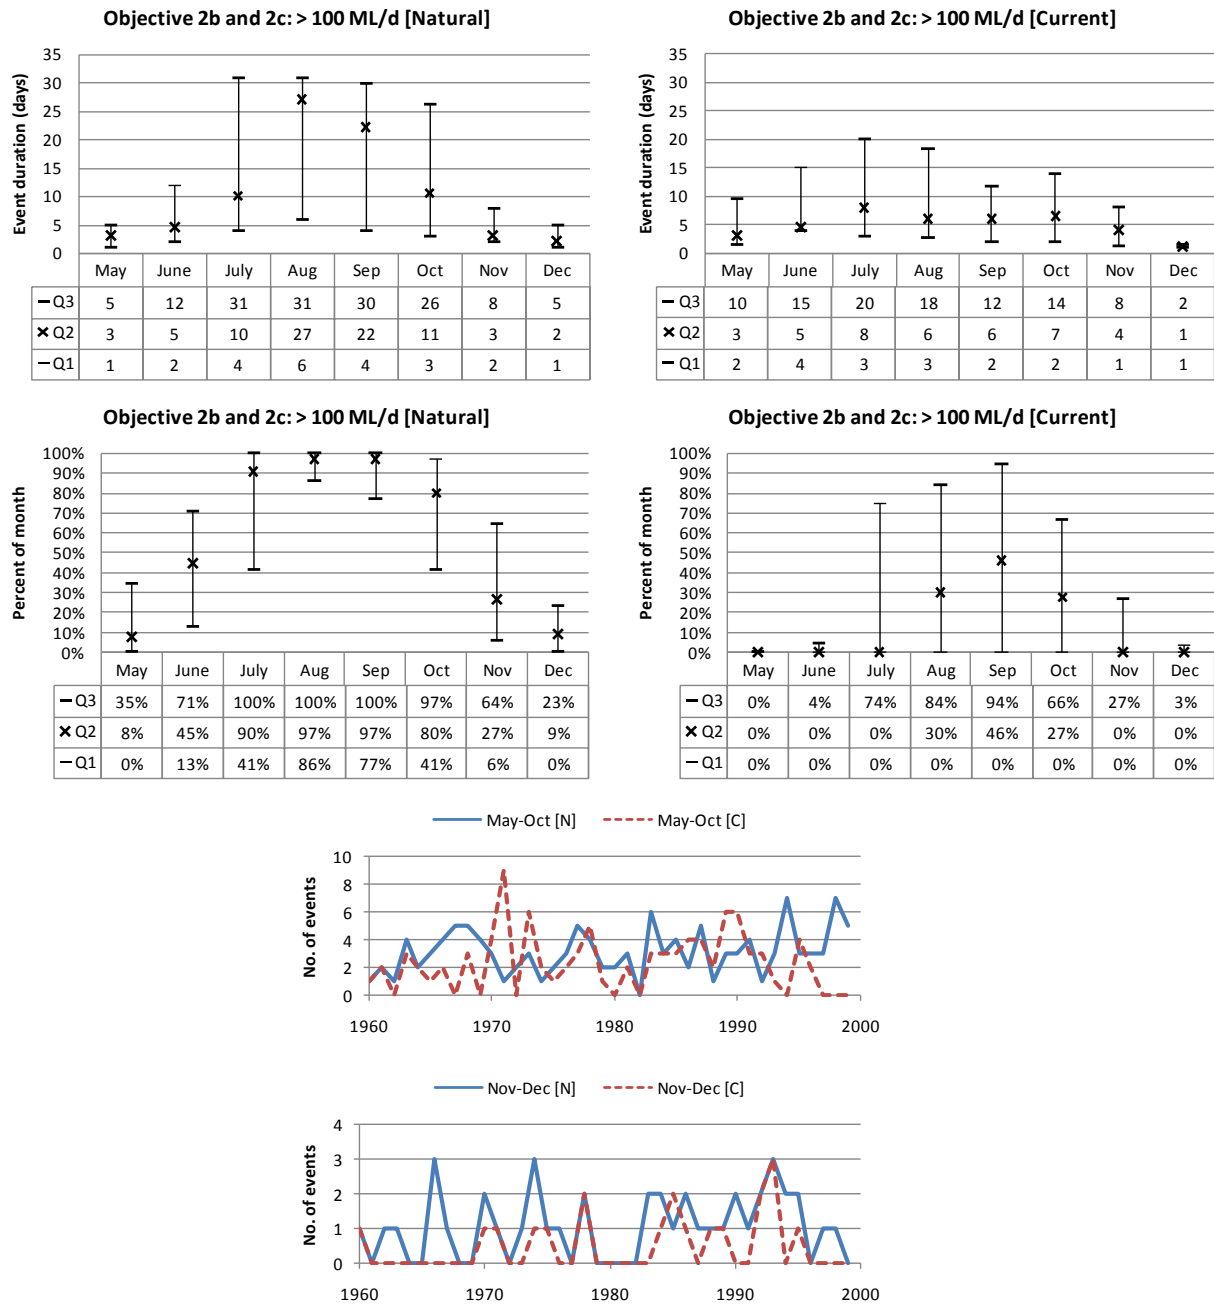 Objective 2b and 2c: > 100 ML/d [Natural]
Event duration (days)
35
30
25
20
15
10
5
0
May June July Aug Sep Oct Nov Dec
Q3 5 12 31 31 30 26 8 5
Q2 3 5 10 27 22 11 3 2
Q1 1 2 4 6 4 3 2 1
Objective 2b and 2c: > 100 ML/d [Current]
Event duration (days)
35
30
25
20
15
10
5
0
May June July Aug Sep Oct Nov Dec
Q3 10 15 20 18 12 14 8 2
Q2 3 5 8 6 6 7 4 1
Q1 2 4 3 3 2 2 1 1
Objective 2b and 2c: > 100 ML/d [Natural]
Percent of month
100%
90%
80%
70%
60%
50%
40%
30%
20%
10%
0%
May June July Aug Sep Oct Nov Dec
Q3 35% 71% 100% 100% 100% 97% 64% 23%
Q2 8% 45% 90% 97% 97% 80% 27% 9%
Q1 0% 13% 41% 86% 77% 41% 6% 0%
Objective 2b and 2c: > 100 ML/d [Current]
Percent of month
100%
90%
80%
70%
60%
50%
40%
30%
20%
10%
0%
May June July Aug Sep Oct Nov Dec
Q3 0% 4% 74% 84% 94% 66% 27% 3%
Q2 0% 0% 0% 30% 46% 27% 0% 0%
Q1 0% 0% 0% 0% 0% 0% 0% 0%
May-Oct [N] May-Oct [C]
No. of events
10
8
6
4
2
0
1960 1970 1980 1990 2000
Nov-Dec [N] Nov-Dec [C]
No. of events
4
3
2
1
0
1960 1970 1980 1990 2000